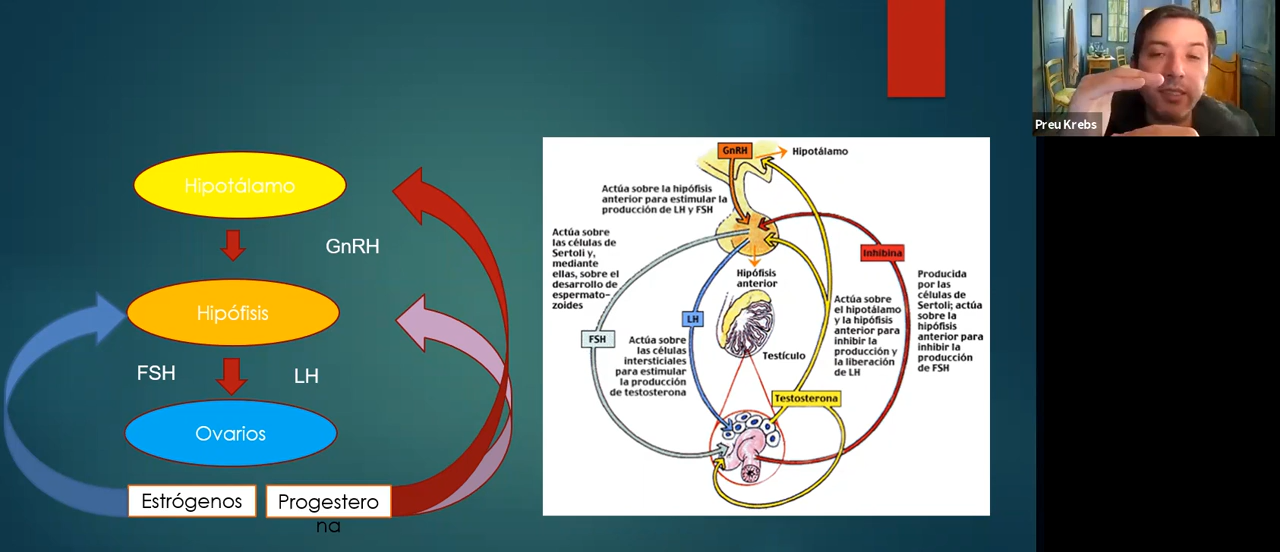 Hipotálamo
GnRH
Hipófisis
FSH
LH
Ovarios
Estrógenos
Progestero
na
GnRH
Hipotálamo
Actúa sobre la hipófisis
anterior para estimular la
producción de LH y FSH
Actúa sobre
las células de
Sertoli y,
mediante
ellas, sobre el
desarrollo de
espermato-
zoides
Hipófisis
anterior
Inhibina
Producida
por las
células de
Sertoli; actúa
sobre la
hipófisis
anterior para
inhibir la
producción
de FSH
LH
FSH
Actúa sobre
las células
intersticiales
para estimular
la producción
de testosterona
Testículo
Actúa sobre
el hipotálamo
y la hipófisis
anterior para
inhibir la
producción y
la liberación
de LH
Testosterona
Preu Krebs